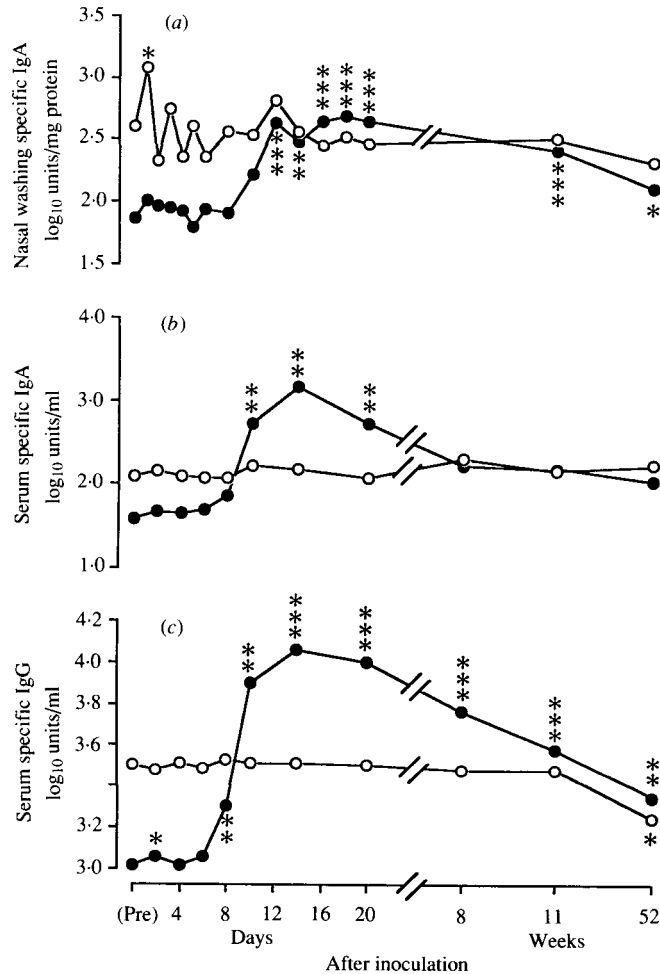 (a)
Nasal washing specific IgA
log10 units/mg protein
3·5
3·0
2·5
2·0
1·5
*
***
***
***
***
***
***
*
(b)
Serum specific IgA
log10 units/ml
4·0
3·0
2·0
1·0
**
**
**
(c)
Serum specific IgG
log10 units/ml
4·2
4·0
3·8
3·6
3·2
3·0
*
**
**
***
***
***
***
**
*
(Pre) 4 8 12 16 20 8 11 52
Days Weeks
After inoculation